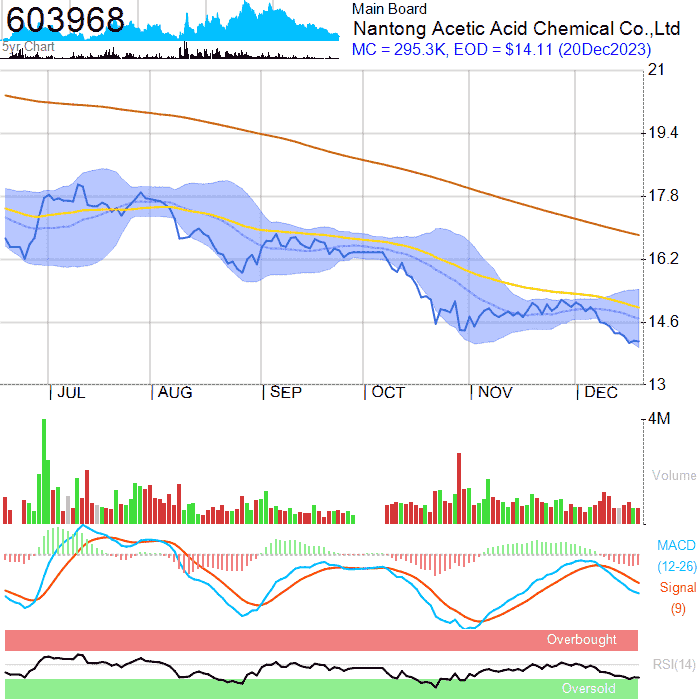 603968
5yr Chart
Main Board
Nantong Acetic Acid Chemical Co.,Ltd
MC = 295.3K, EOD = $14.11 (20Dec2023)
21
19.4
17.8
16.2
14.6
13
JUL AUG SEP OCT NOV DEC
4M
Volume
MACD
(12-26)
Signal
(9)
Overbought
RSI(14)
Oversold